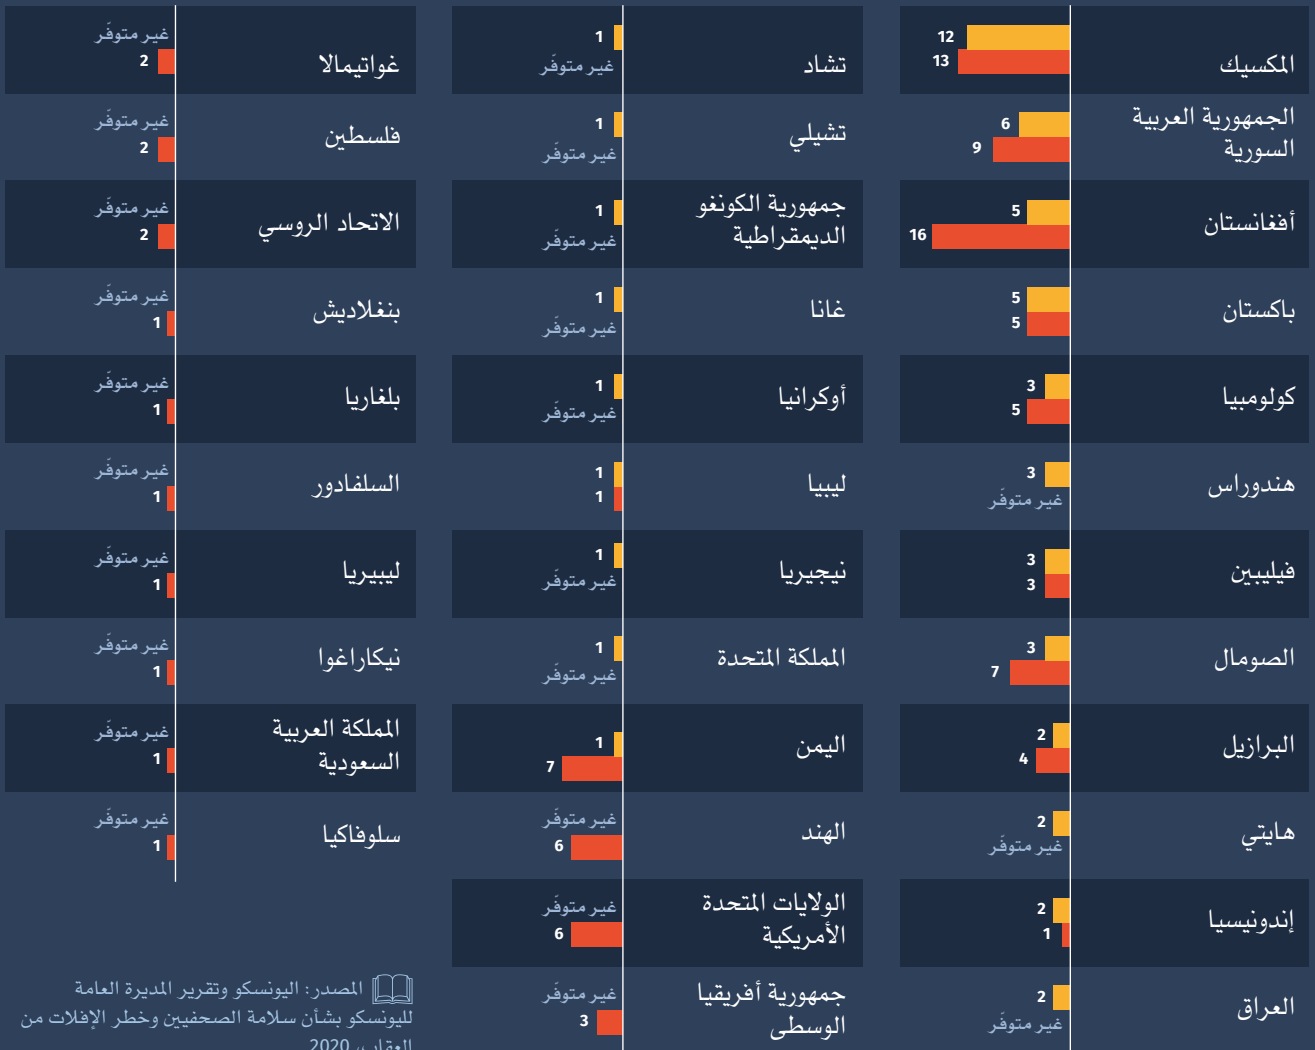 المكسيك
12
13
الجمهورية العربية
السورية
6
9
أفغانستان
5
16
باكستان
5
5
كولومبيا
3
5
هندوراس
3
غير متوفّر
فيليبين
3
3
الصومال
3
7
البرازيل
2
4
هايتي
2
غير متوفّر
إندونيسيا
2
1
العراق
2
غير متوفّر
تشاد
1
غير متوفّر
تشيلي
1
غير متوفّر
جمهورية الكونغو
الديمقراطية
1
غير متوفّر
غانا
1
غير متوفّر
أوكرانيا
1
غير متوفّر
ليبيا
1
1
نيجيريا
1
غير متوفّر
المملكة المتحدة
1
غير متوفّر
اليمن
1
7
الهند
غير متوفّر
6
الولايات المتحدة
الأمريكية
غير متوفّر
6
جمهورية أفريقيا
الوسطى
غير متوفّر
3
غواتيمالا
غير متوفّر
2
فلسطين
غير متوفّر
2
الاتحاد الروسي
غير متوفّر
2
بنغلاديش
غير متوفّر
1
بلغاريا
غير متوفّر
1
السلفادور
غير متوفّر
1
ليبيريا
غير متوفّر
1
نيكاراغوا
غير متوفّر
1
المملكة العربية
السعودية
غير متوفّر
1
سلوفاكيا
غير متوفّر
1
المصدر: اليونسكو وتقرير المديرة العامة
لليونسكو بشأن سلامة الصحفيين وخطر الإفلات من
العقاب، 2020